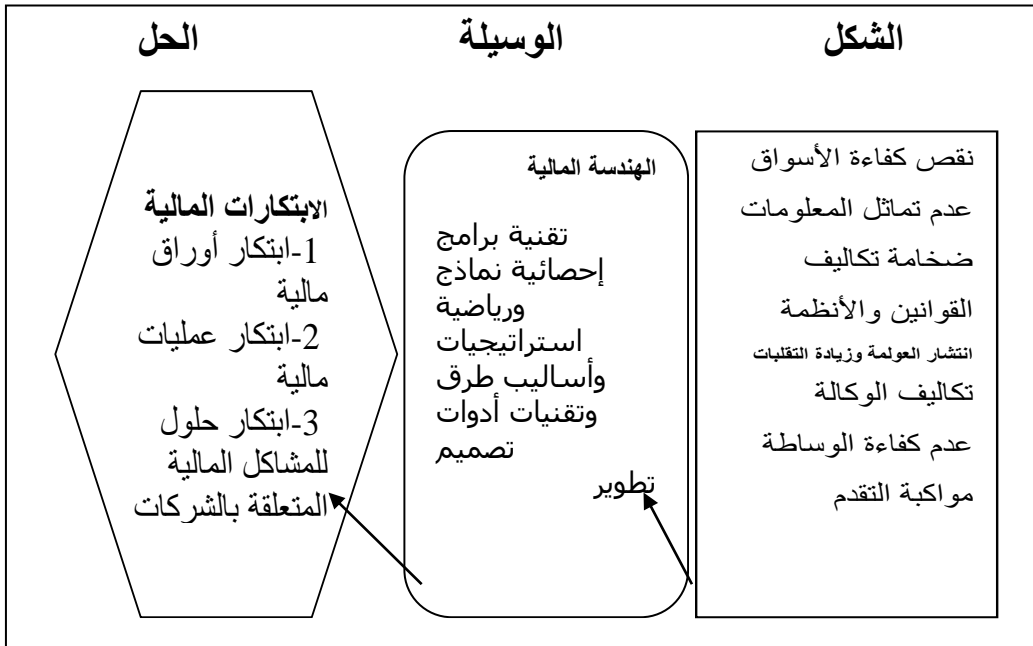 الشكل
الوسيلة
الحل
نقص كفاءة الأسواق
عدم تماثل المعلومات
ضخامة تكاليف
القوانين والأنظمة
انتشار العولمة وزيادة التقلبات
تكاليف الوكالة
عدم كفاءة الوساطة
مواكبة التقدم
الهندسة المالية
تقنية برامج
إحصائية نماذج
ورياضية
استراتيجيات
وأساليب طرق
وتقنيات أدوات
تصميم
تطوير
الابتكارات المالية
1-ابتكار أوراق
مالية
2-ابتكار عمليات
مالية
3-ابتكار حلول
للمشاكل المالية
المتعلقة بالشركات